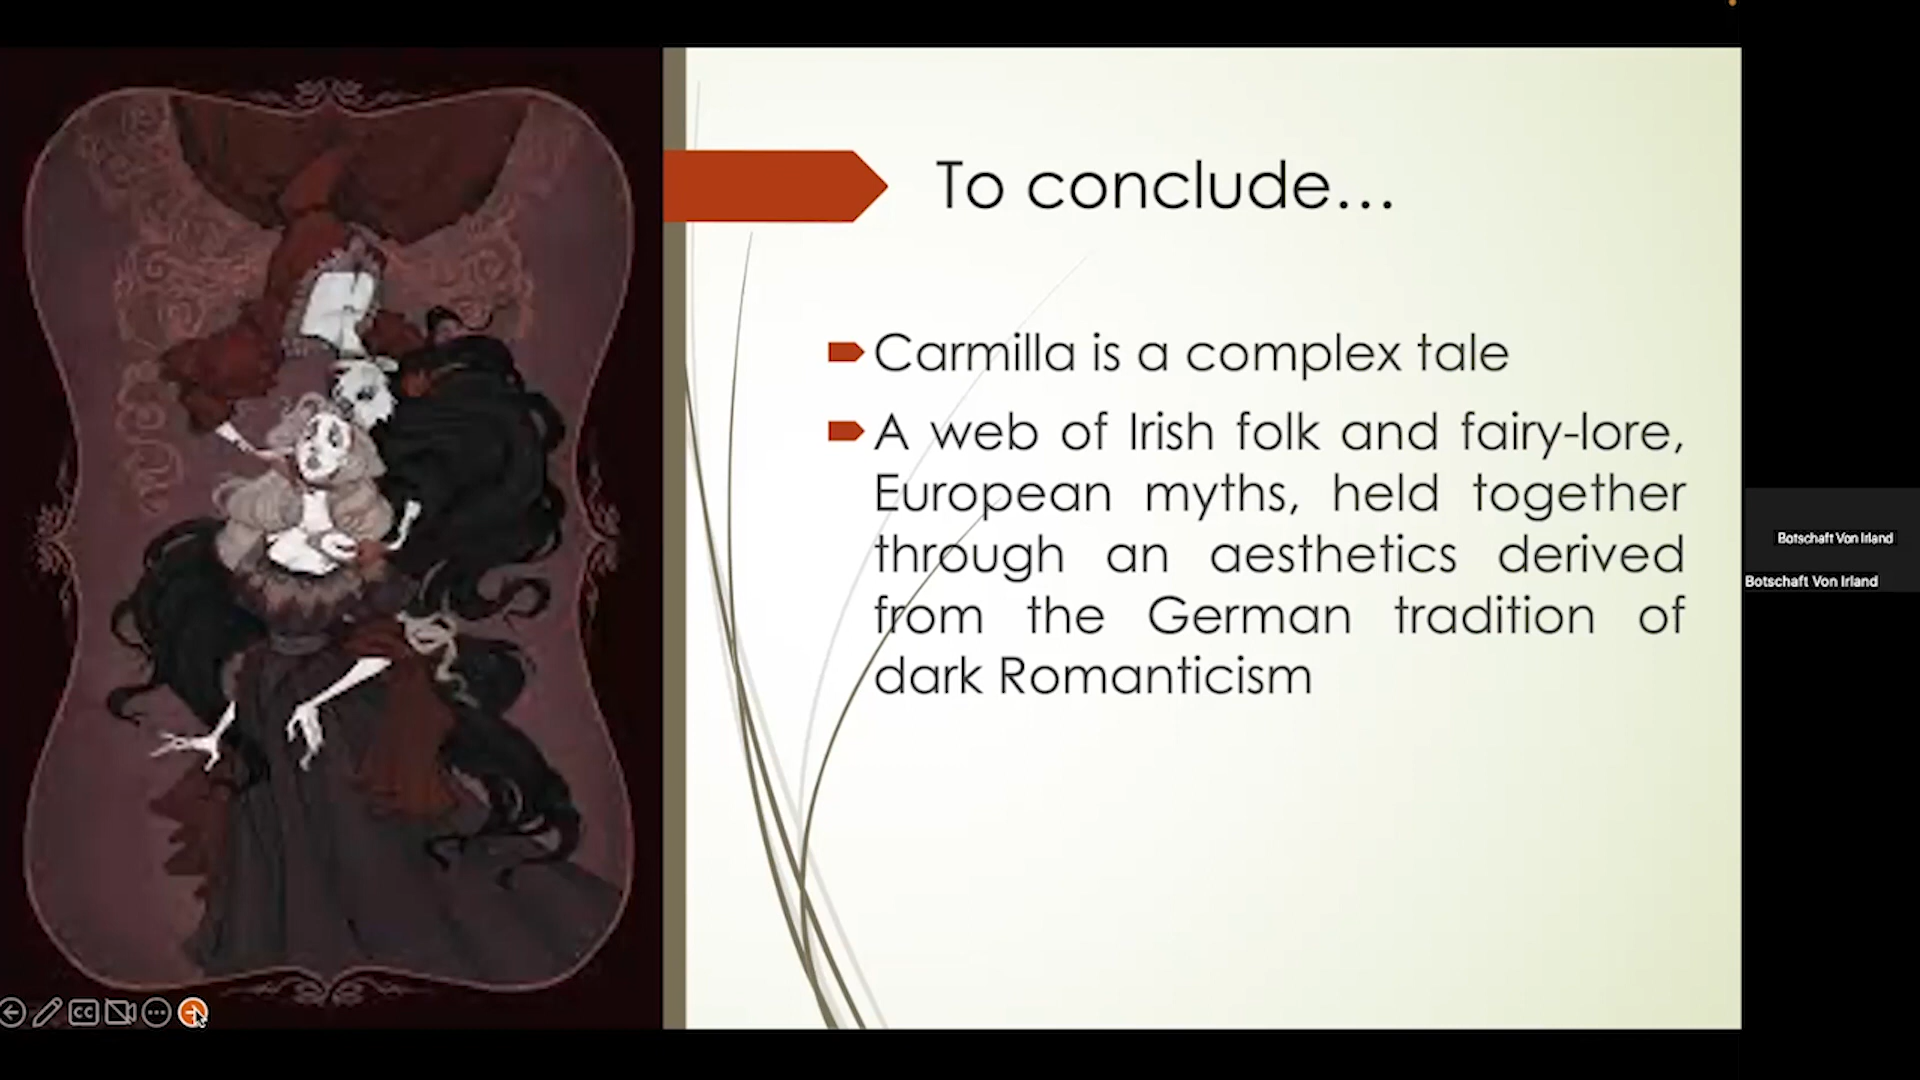 To conclude...
Carmilla is a complex tale
A web of Irish folk and fairy-lore,
European myths, held together
through an aesthetics derived
from the German tradition of
dark Romanticism
Botschaft Von Irland
Botschaft Von Irland
CC